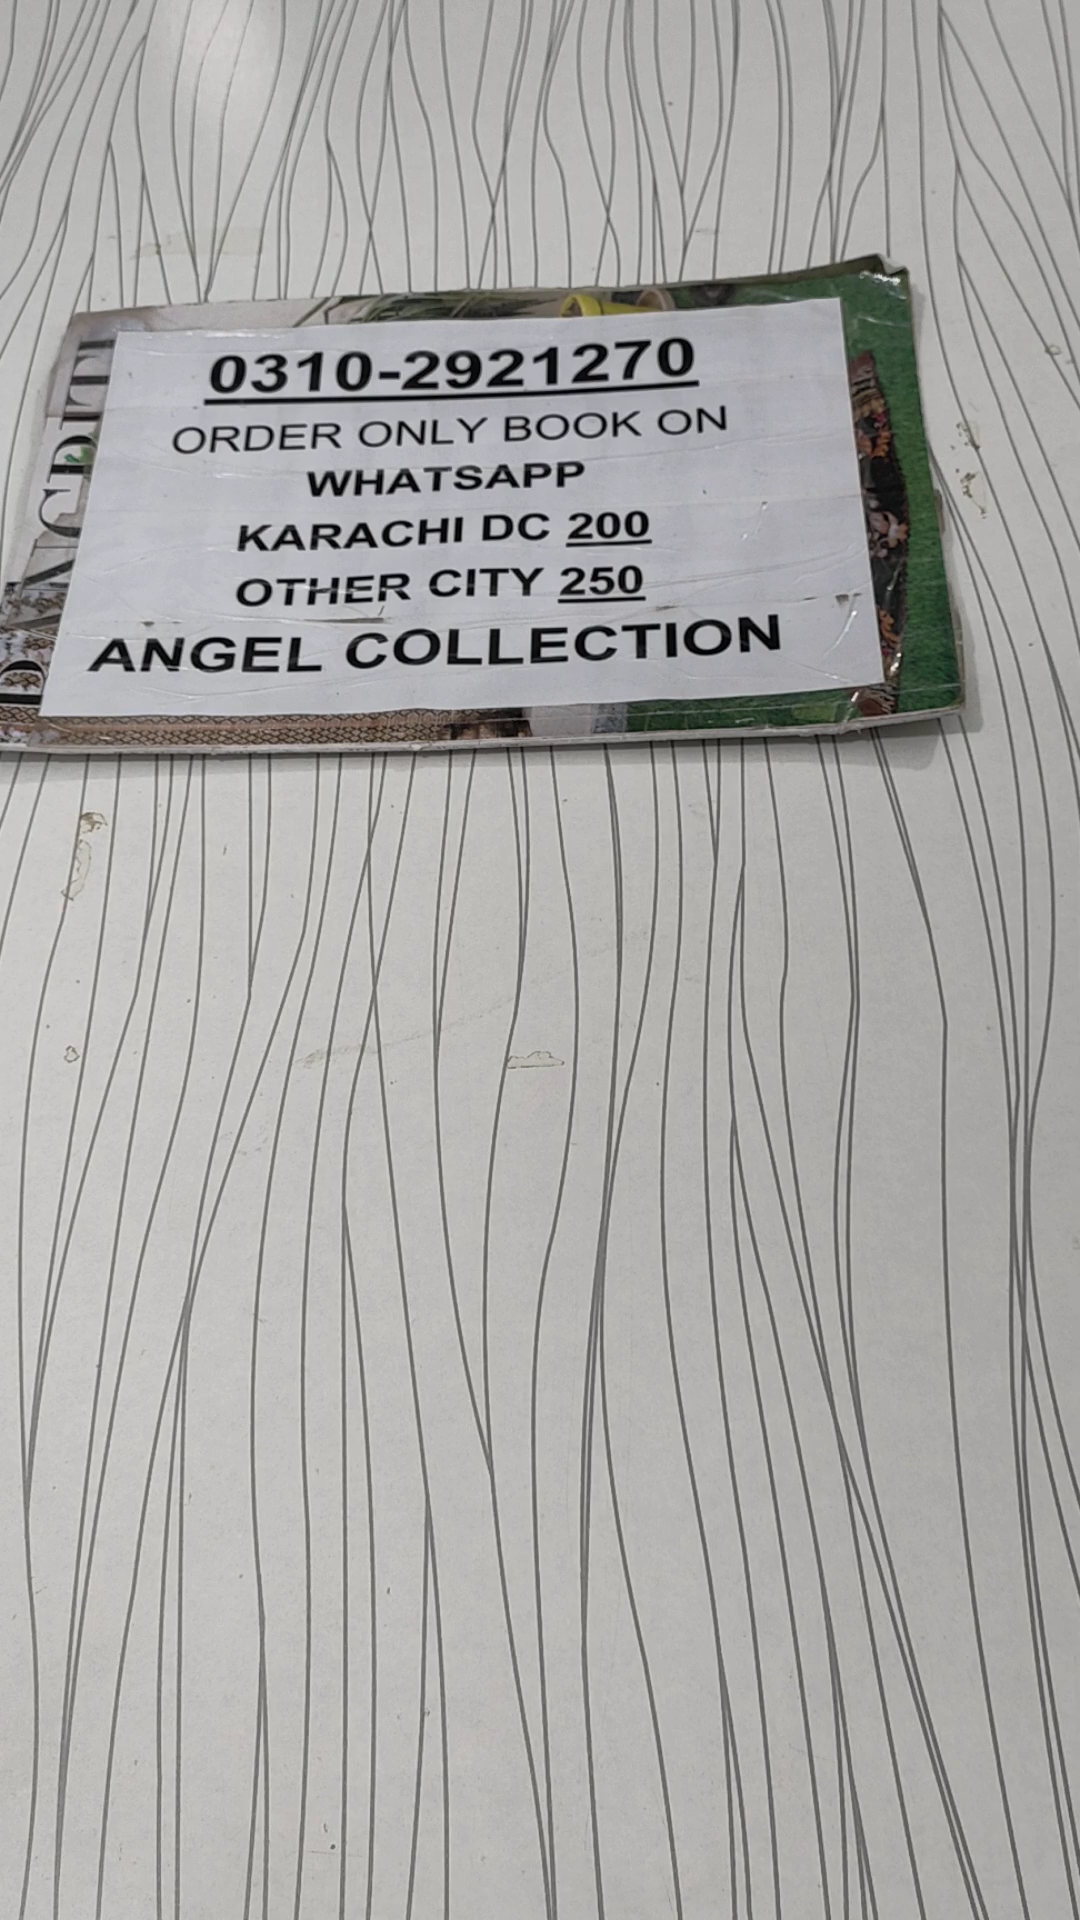 0310-2921270
ORDER ONLY BOOK ON
WHATSAPP
KARACHI DC 200
OTHER CITY 250
ANGEL COLLECTION